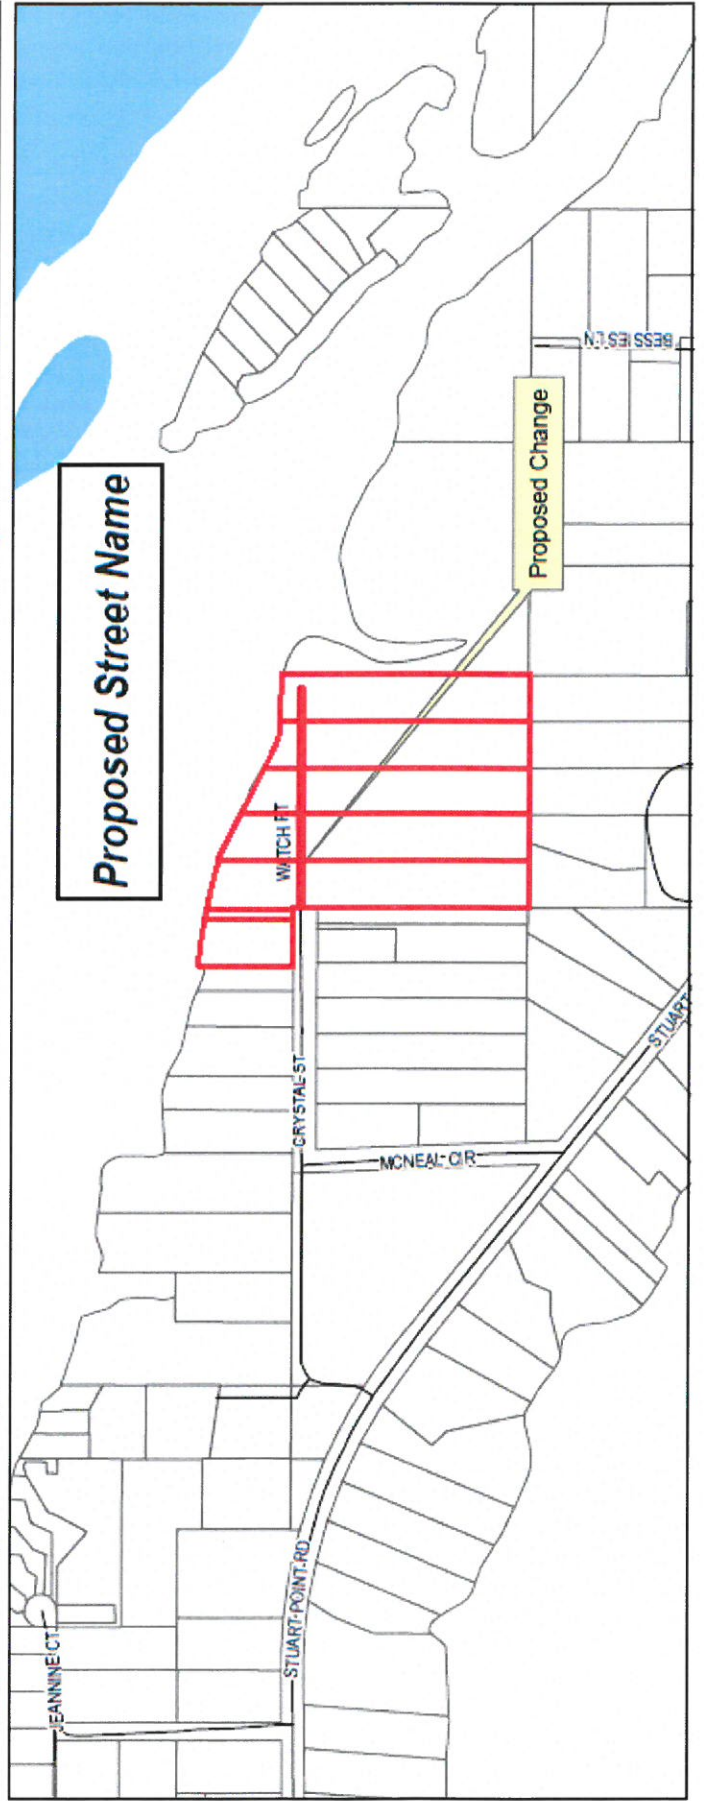 Proposed Street Name
BESSIES LN
Proposed Change
WATCH PT
CRYSTAL ST
STUART
MCNEAL CIR
STUART-POINT-RD
JEANNINE CT